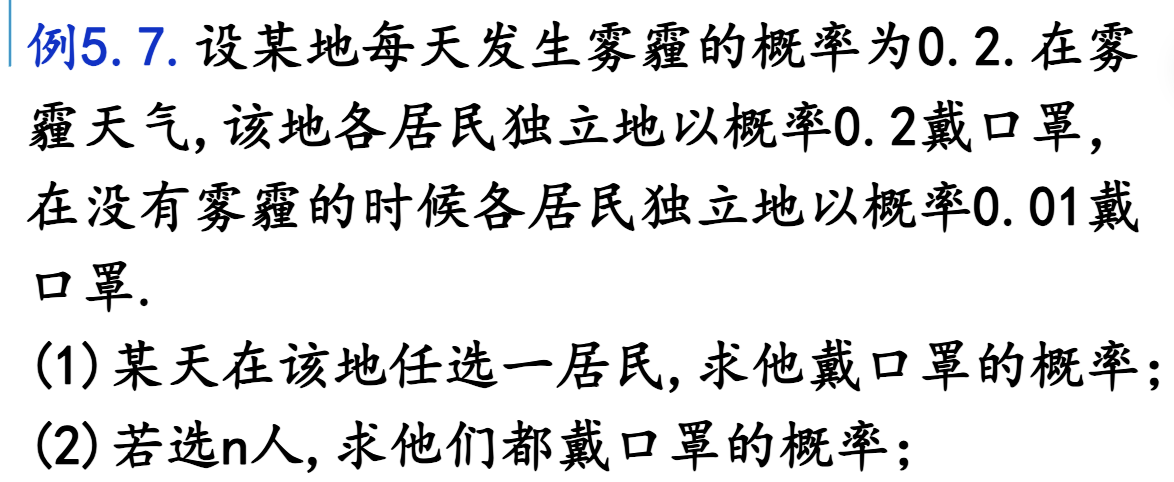 例5.7.设某地每天发生雾霾的概率为0.2.在雾
霾天气,该地各居民独立地以概率0.2戴口罩,
在没有雾霾的时候各居民独立地以概率0.01戴
口罩.
(1)某天在该地任选一居民,求他戴口罩的概率;
(2)若选n人,求他们都戴口罩的概率;